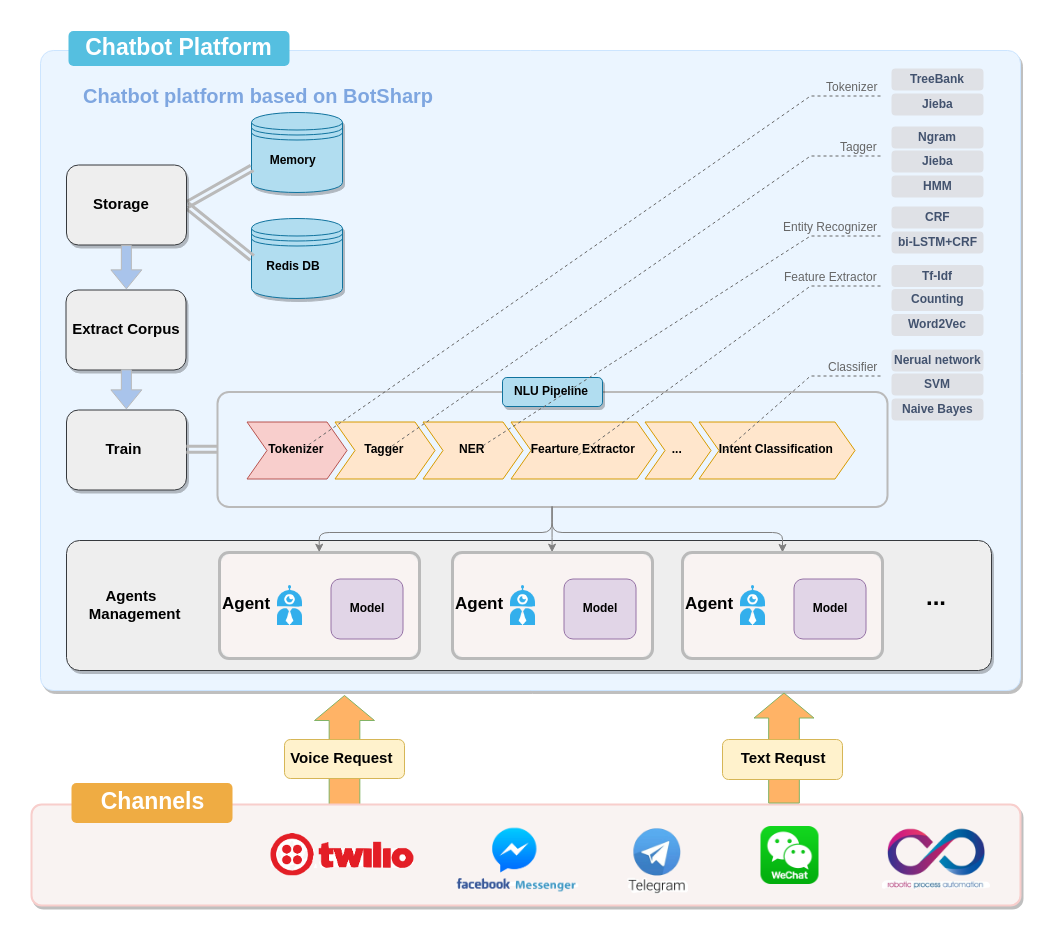 Chatbot Platform
Chatbot platform based on BotSharp
Memory
Storage
Redis DB
Extract Corpus
Train
Tokenizer
TreeBank
Jieba
Tagger
Ngram
Jieba
HMM
Entity Recognizer
CRF
bi-LSTM+CRF
Feature Extractor
Tf-Idf
Counting
Word2Vec
Classifier
Nerual network
SVM
Naive Bayes
NLU Pipeline
Tokenizer
Tagger
NER
Fearture Extractor
...
Intent Classification
Agents
Management
Agent
Model
Agent
Model
Agent
Model
...
Voice Request
Text Requst
Channels
twilio
facebook Messenger
Telegram
WeChat
robotic process automation